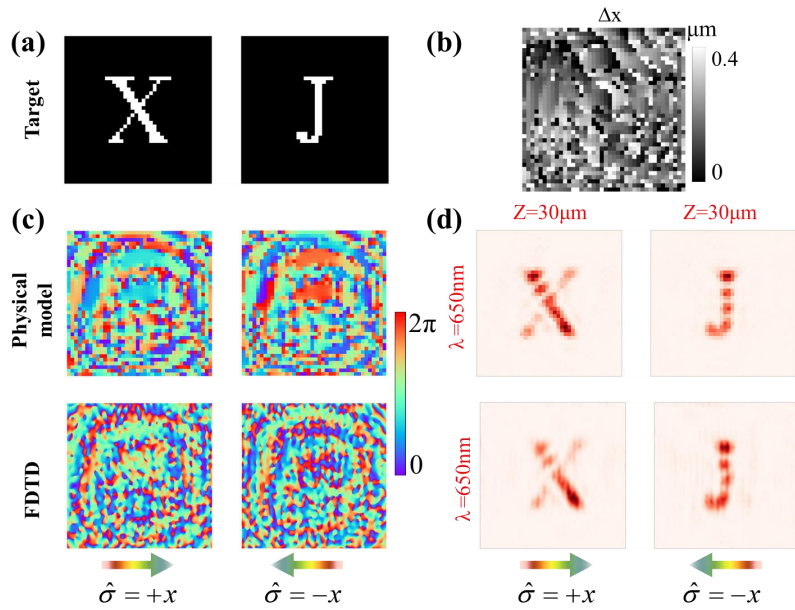 (a)
Target
X
J
(b)
Δx
μm
0.4
0
(c)
Physical model
FDTD
2π
0
σ̂ = +x
σ̂ = −x
(d)
Z=30μm
Z=30μm
λ=650nm
λ=650nm
X
J
X
J
σ̂ = +x
σ̂ = −x